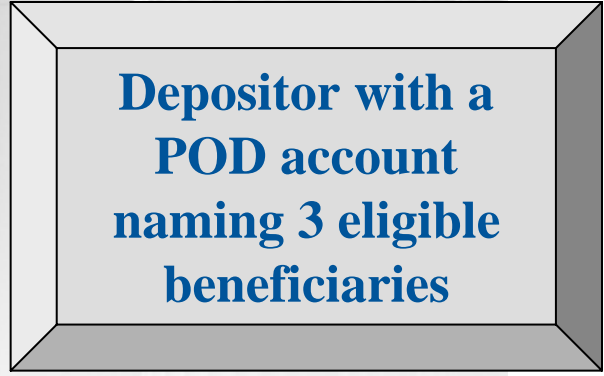 Depositor with a
POD account
naming 3 eligible
beneficiaries